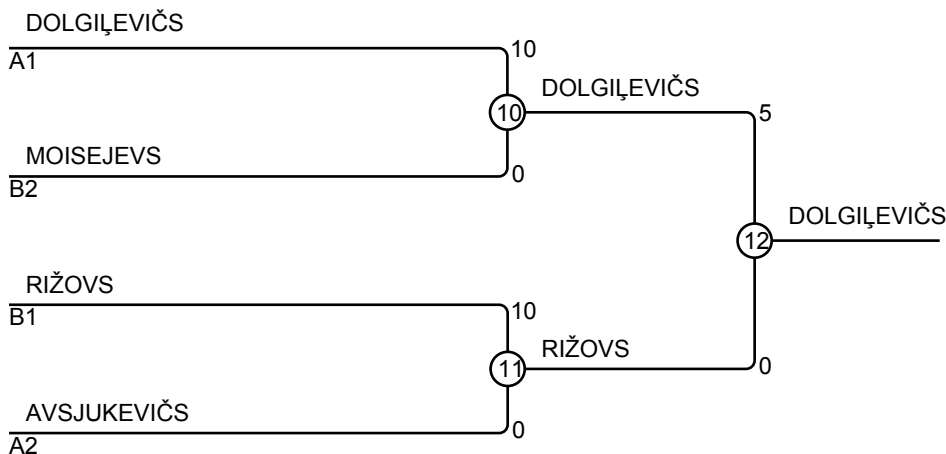 DOLGIĻEVIČS
A1
10
10
DOLGIĻEVIČS
5
MOISEJEVS
B2
0
12
DOLGIĻEVIČS
RIŽOVS
B1
10
11
RIŽOVS
0
AVSJUKEVIČS
A2
0